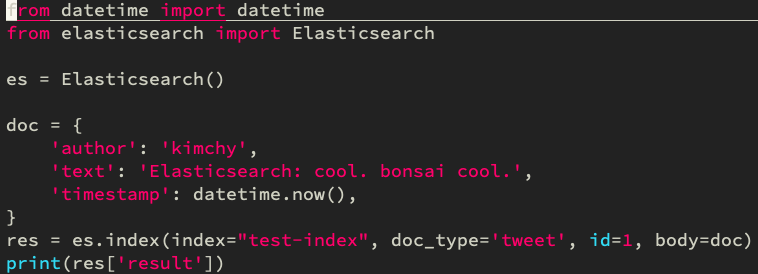 from datetime import datetime
from elasticsearch import Elasticsearch

es = Elasticsearch()

doc = {
    'author': 'kimchy',
    'text': 'Elasticsearch: cool. bonsai cool.',
    'timestamp': datetime.now(),
}
res = es.index(index="test-index", doc_type='tweet', id=1, body=doc)
print(res['result'])